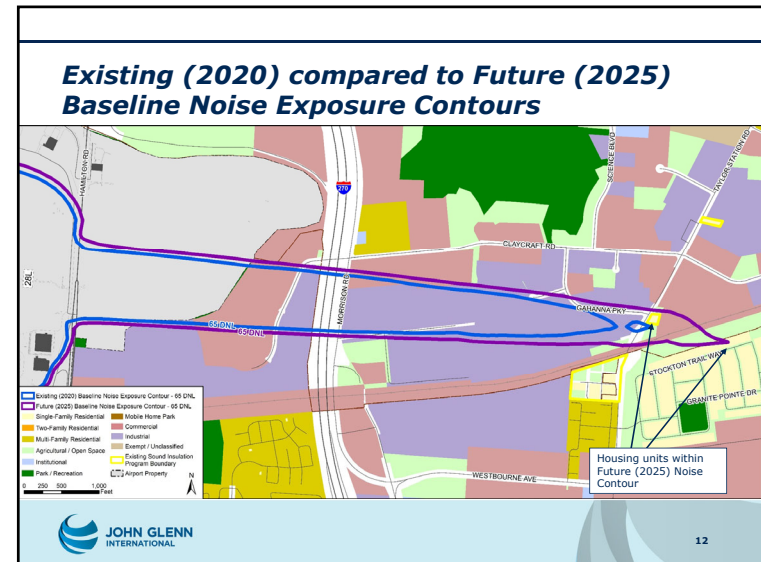 Existing (2020) compared to Future (2025)
Baseline Noise Exposure Contours
HAMILTON RD
28L
270
MORRISON RD
SCIENCE BLVD
TAYLOR STATION RD
CLAYCRAFT RD
GAHANNA PKY
65 DNL
65 DNL
STOCKTON TRAIL WAY
GRANITE POINTE DR
WESTBOURNE AVE
Housing units within
Future (2025) Noise
Contour
Existing (2020) Baseline Noise Exposure Contour - 65 DNL
Future (2025) Baseline Noise Exposure Contour - 65 DNL
Single-Family Residential
Two-Family Residential
Multi-Family Residential
Agricultural / Open Space
Institutional
Park / Recreation
Mobile Home Park
Commercial
Industrial
Exempt / Unclassified
Existing Sound Insulation
Program Boundary
Airport Property
N
0 250 500 1,000
Feet
JOHN GLENN
INTERNATIONAL
12